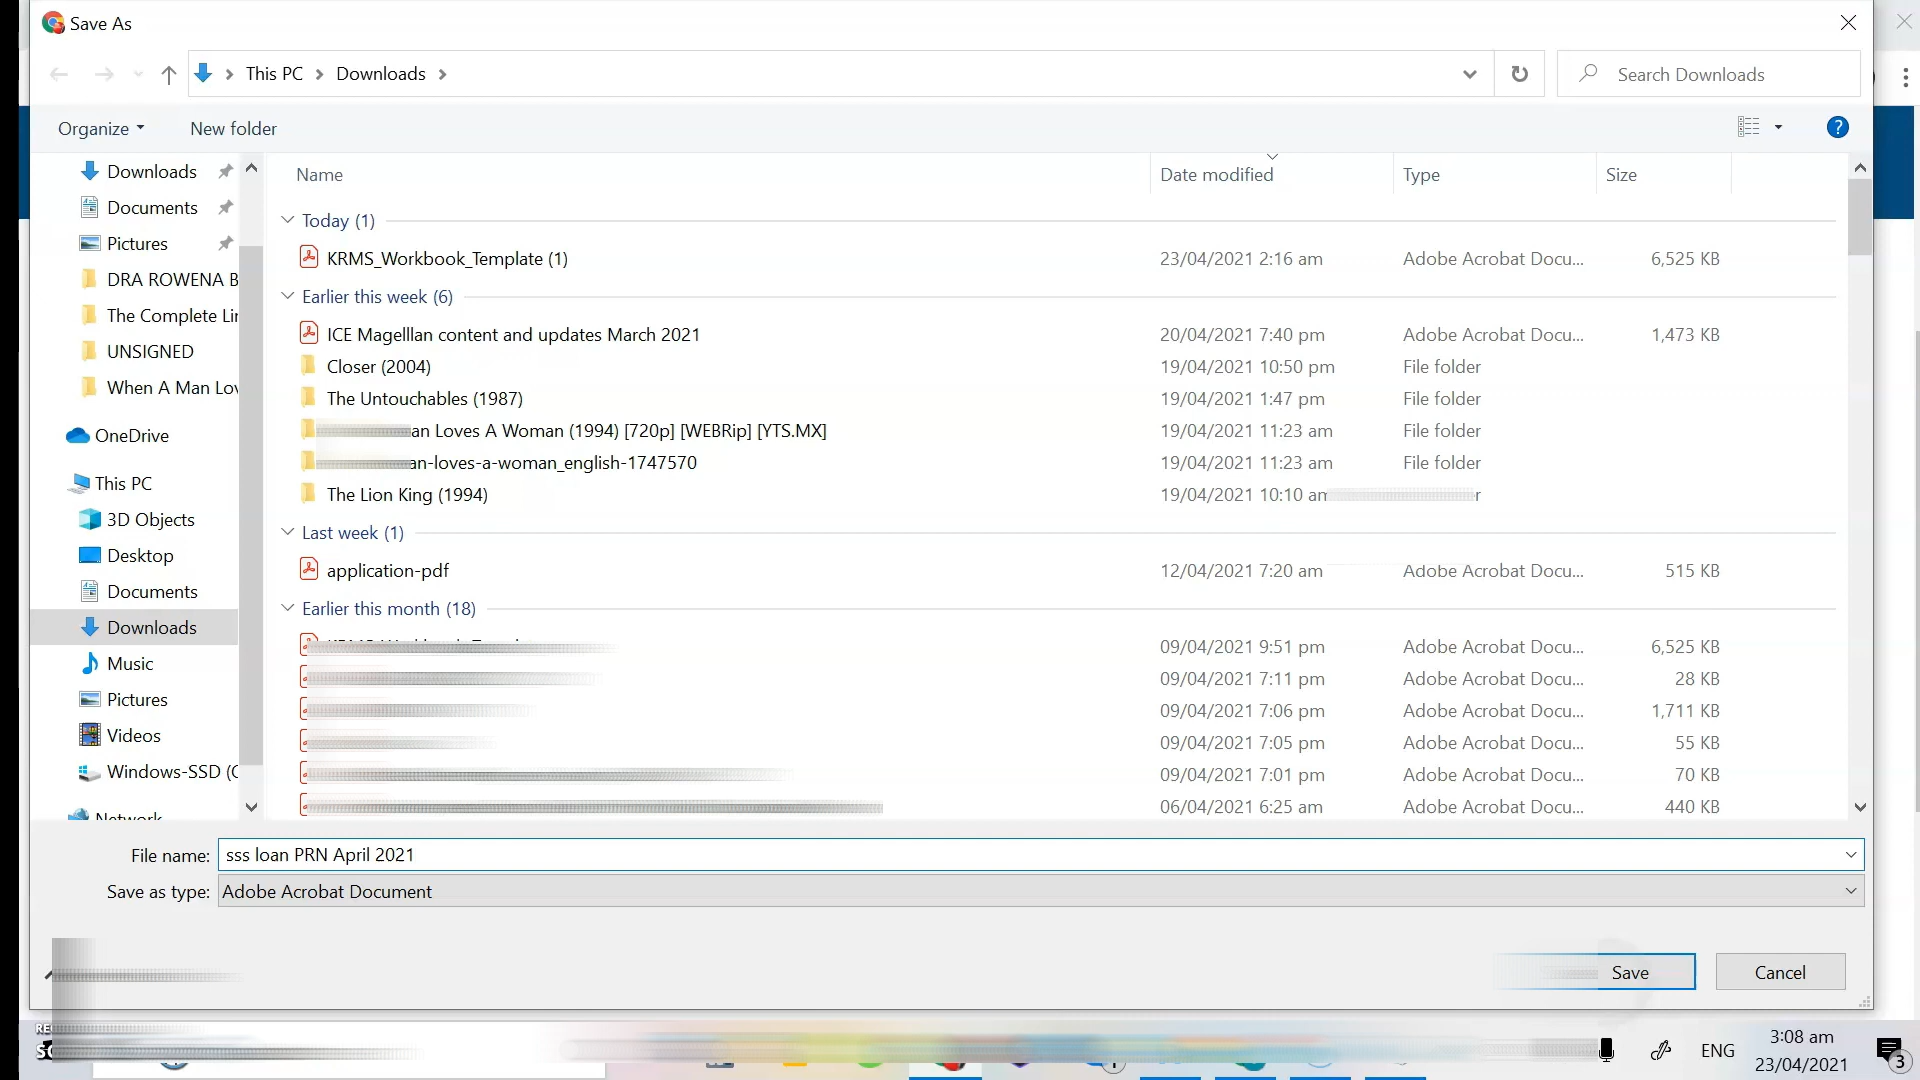 Save As
This PC > Downloads >
Search Downloads
Organize
New folder
Downloads
Documents
Pictures
DRA ROWENA B
The Complete Lir
UNSIGNED
When A Man Lov
OneDrive
This PC
3D Objects
Desktop
Documents
Downloads
Music
Pictures
Videos
Windows-SSD (C
Network
Name Date modified Type Size
Today (1)
KRMS_Workbook_Template (1) 23/04/2021 2:16 am Adobe Acrobat Docu... 6,525 KB
Earlier this week (6)
ICE Magelllan content and updates March 2021 20/04/2021 7:40 pm Adobe Acrobat Docu... 1,473 KB
Closer (2004) 19/04/2021 10:50 pm File folder
The Untouchables (1987) 19/04/2021 1:47 pm File folder
an Loves A Woman (1994) [720p] [WEBRip] [YTS.MX] 19/04/2021 11:23 am File folder
an-loves-a-woman_english-1747570 19/04/2021 11:23 am File folder
The Lion King (1994) 19/04/2021 10:10 am
Last week (1)
application-pdf 12/04/2021 7:20 am Adobe Acrobat Docu... 515 KB
Earlier this month (18)
09/04/2021 9:51 pm Adobe Acrobat Docu... 6,525 KB
09/04/2021 7:11 pm Adobe Acrobat Docu... 28 KB
09/04/2021 7:06 pm Adobe Acrobat Docu... 1,711 KB
09/04/2021 7:05 pm Adobe Acrobat Docu... 55 KB
09/04/2021 7:01 pm Adobe Acrobat Docu... 70 KB
06/04/2021 6:25 am Adobe Acrobat Docu... 440 KB
File name: sss loan PRN April 2021
Save as type: Adobe Acrobat Document
Save
Cancel
ENG
3:08 am
23/04/2021
3